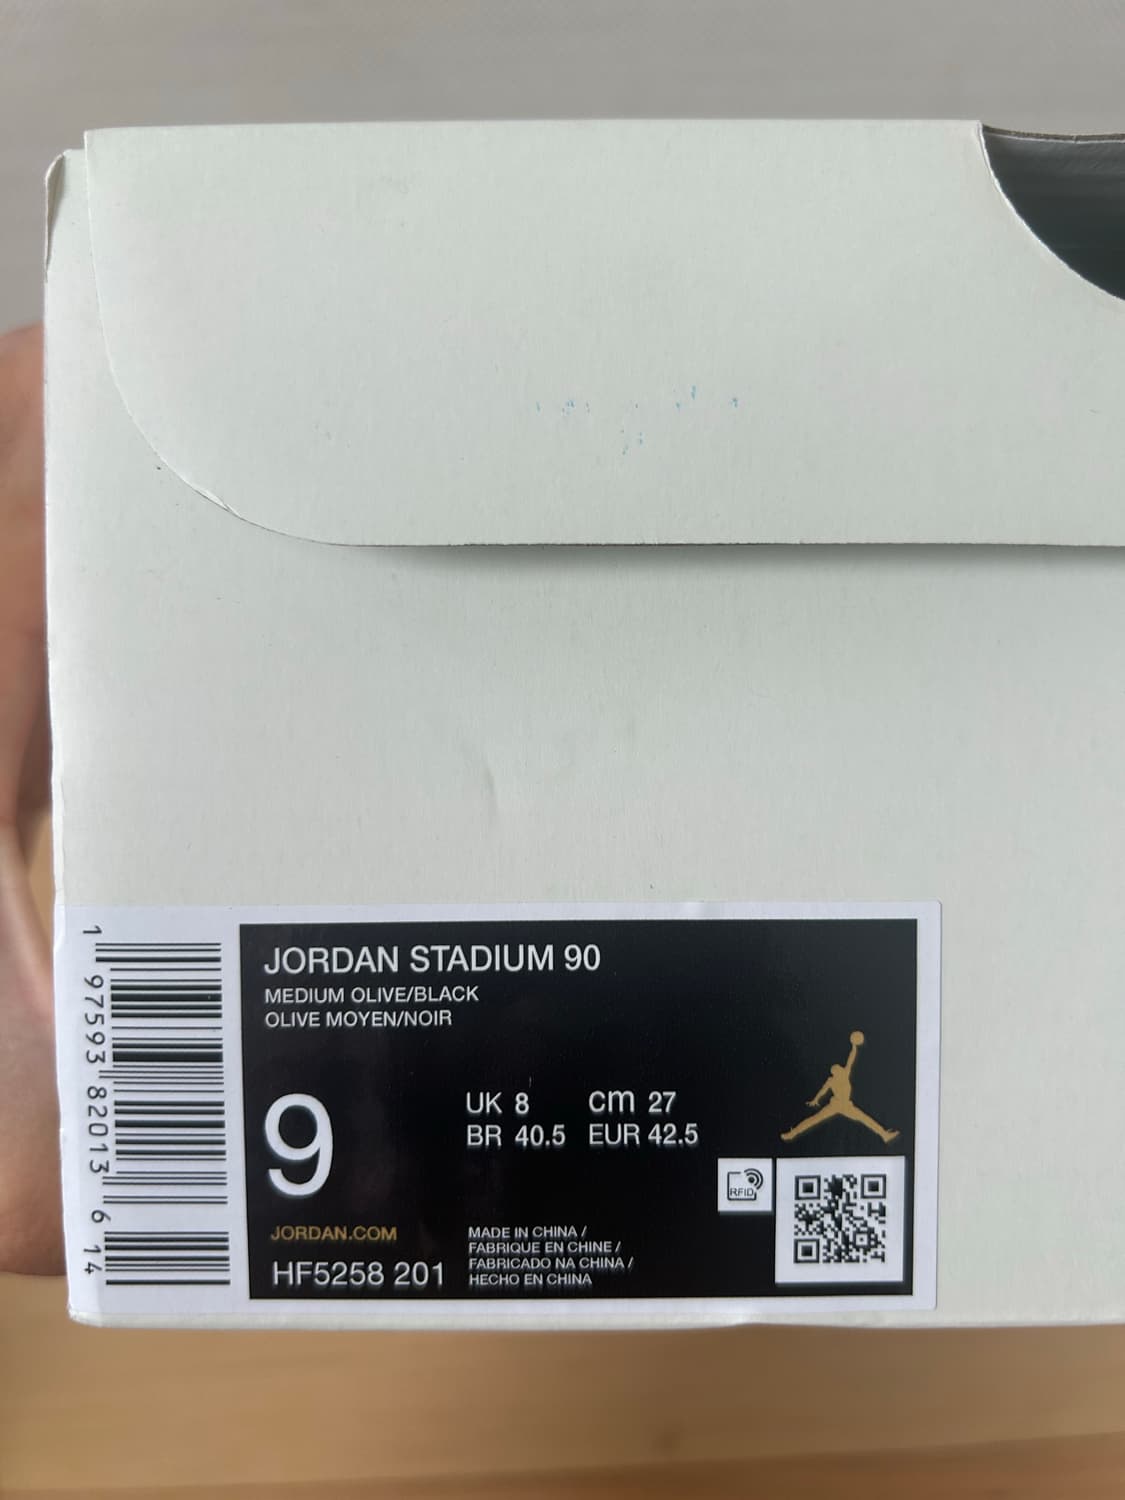 JORDAN STADIUM 90
MEDIUM OLIVE/BLACK
OLIVE MOYEN/NOIR
9
UK 8 cm 27
BR 40.5 EUR 42.5
RFID
JORDAN.COM
HF5258 201
MADE IN CHINA /
FABRIQUE EN CHINE /
FABRICADO NA CHINA /
HECHO EN CHINA
1 97593 82013 6 14